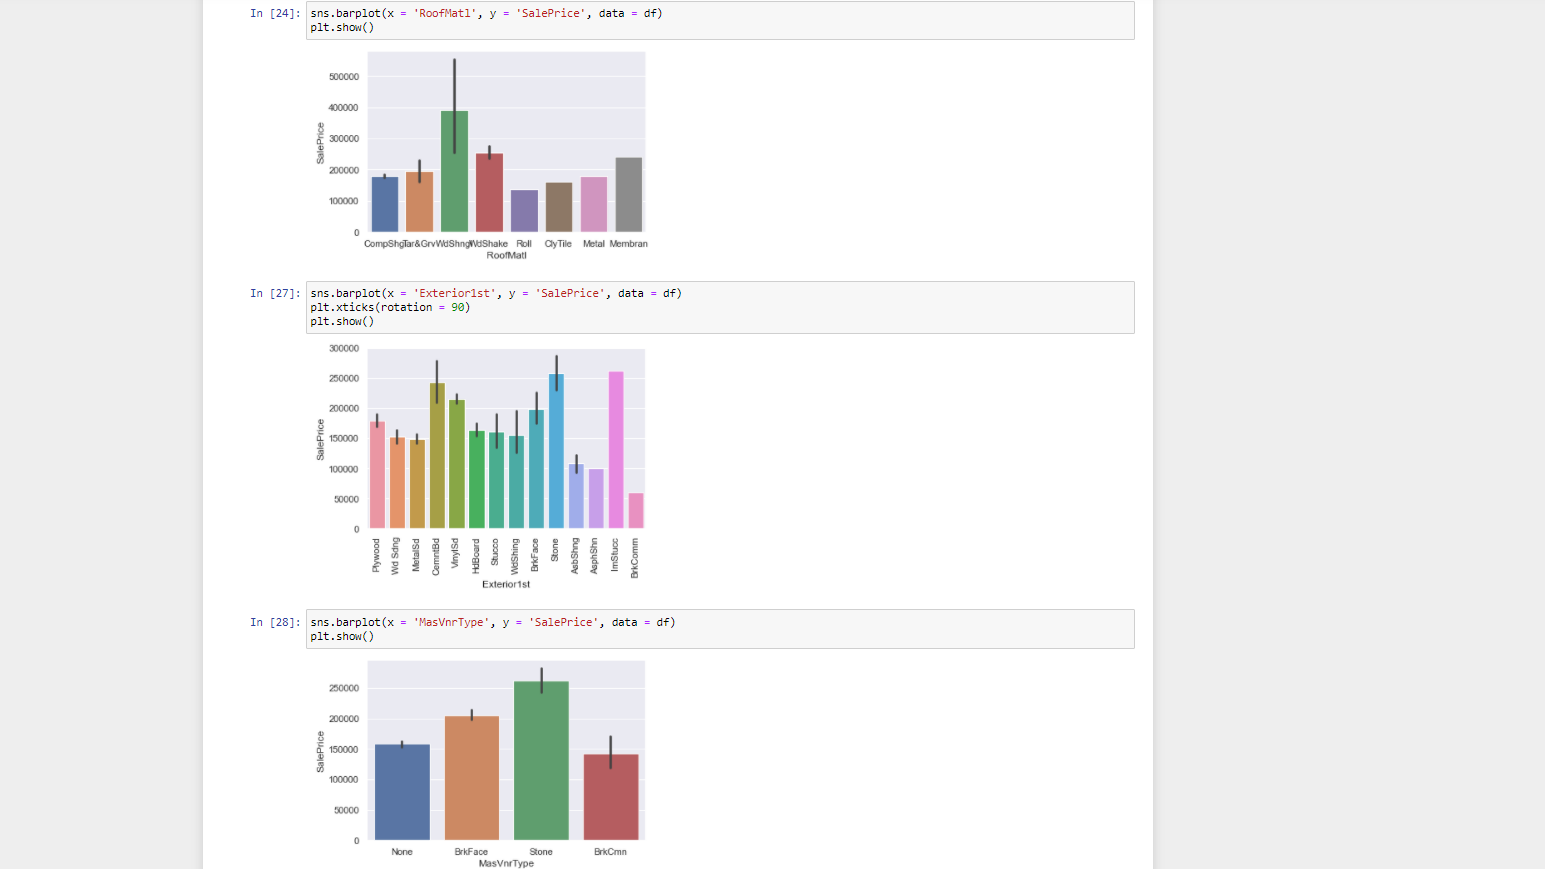 In [24]: sns.barplot(x = 'RoofMatl', y = 'SalePrice', data = df)
plt.show()
500000
400000
300000
200000
100000
0
SalePrice
CompShg Tar&Grv WdShngl WdShake Roll ClyTile Metal Membran
RoofMatl
In [27]: sns.barplot(x = 'Exterior1st', y = 'SalePrice', data = df)
plt.xticks(rotation = 90)
plt.show()
300000
250000
200000
150000
100000
50000
0
SalePrice
Plywood Wd Sdng MetalSd CemntBd VinylSd HdBoard Stucco WdShing BrkFace Stone AsbShng AsphShn ImStucc BrkComm
Exterior1st
In [28]: sns.barplot(x = 'MasVnrType', y = 'SalePrice', data = df)
plt.show()
250000
200000
150000
100000
50000
0
SalePrice
None BrkFace Stone BrkCmn
MasVnrType